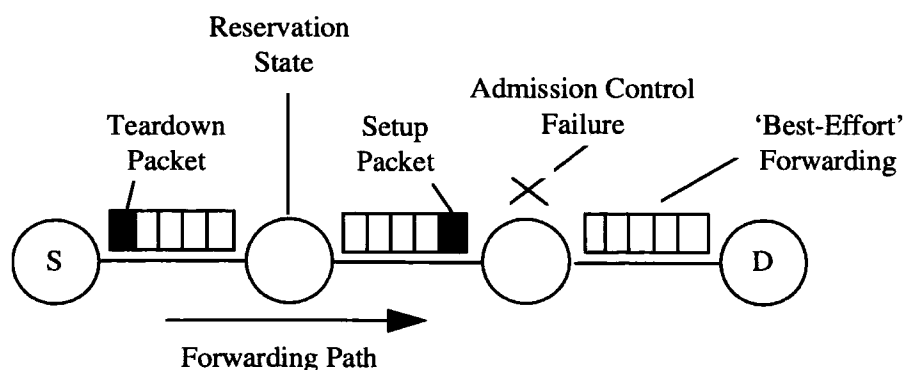 Reservation
State
Teardown
Packet
Setup
Packet
Admission Control
Failure
‘Best-Effort’
Forwarding
S
D
Forwarding Path